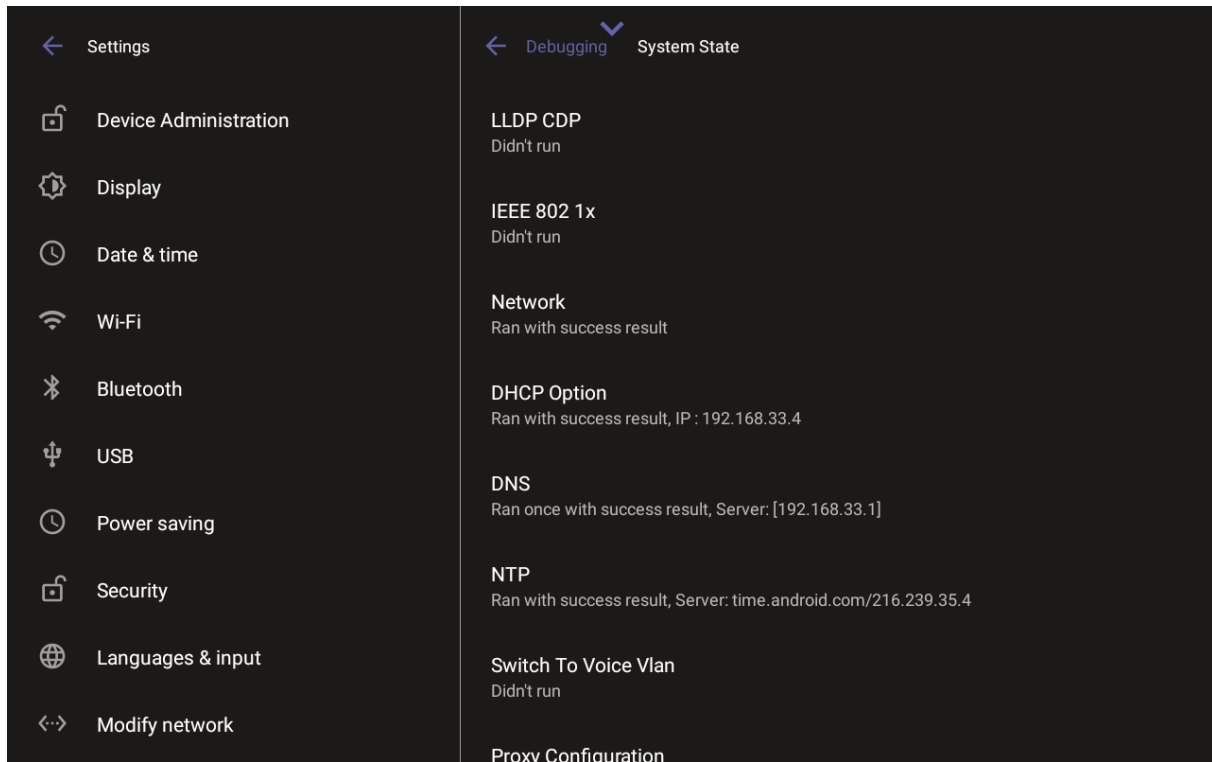 Settings
Device Administration
Display
Date & time
Wi-Fi
Bluetooth
USB
Power saving
Security
Languages & input
Modify network
Debugging System State
LLDP CDP
Didn't run
IEEE 802 1x
Didn't run
Network
Ran with success result
DHCP Option
Ran with success result, IP : 192.168.33.4
DNS
Ran once with success result, Server: [192.168.33.1]
NTP
Ran with success result, Server: time.android.com/216.239.35.4
Switch To Voice Vlan
Didn't run
Proxy Configuration